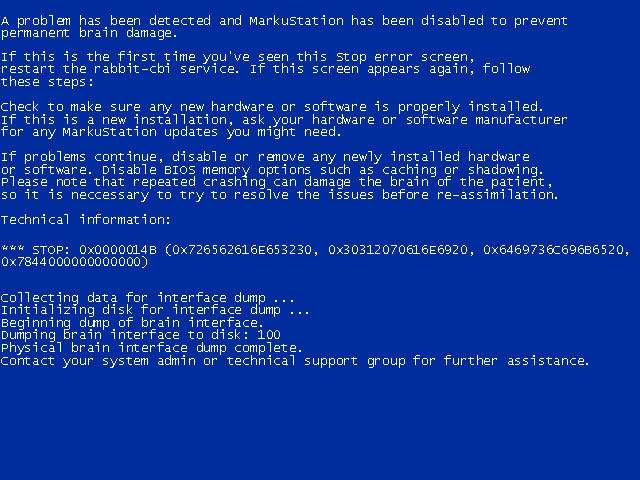 A problem has been detected and MarkuStation has been disabled to prevent
permanent brain damage.
If this is the first time you've seen this Stop error screen,
restart the rabbit-cbi service. If this screen appears again, follow
these steps:
Check to make sure any new hardware or software is properly installed.
If this is a new installation, ask your hardware or software manufacturer
for any MarkuStation updates you might need.
If problems continue, disable or remove any newly installed hardware
or software. Disable BIOS memory options such as caching or shadowing.
Please note that repeated crashing can damage the brain of the patient,
so it is neccessary to try to resolve the issues before re-assimilation.
Technical information:
*** STOP: 0x0000014B (0x726562616E653230, 0x30312070616E6920, 0x6469736C696B6520,
0x7844000000000000)
Collecting data for interface dump ...
Initializing disk for interface dump ...
Beginning dump of brain interface.
Dumping brain interface to disk: 100
Physical brain interface dump complete.
Contact your system admin or technical support group for further assistance.